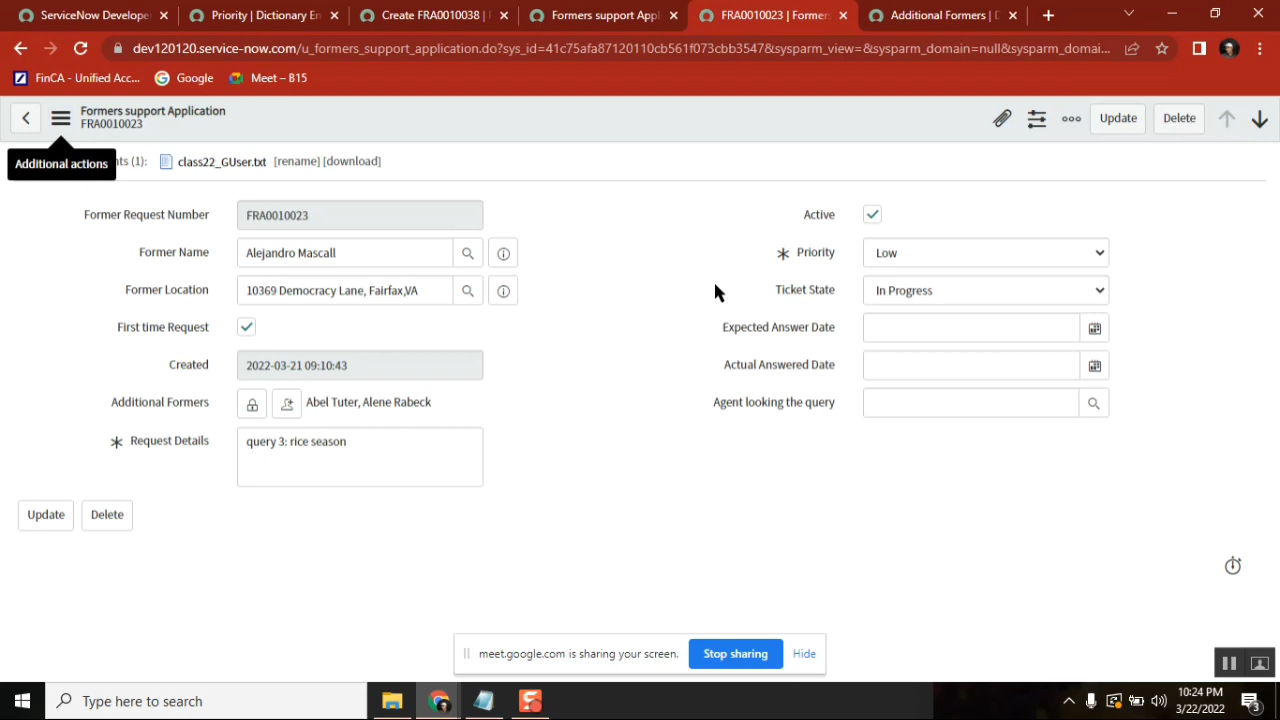 ServiceNow Develope
Priority | Dictionary En
Create FRA0010038 |
Formers support Appl
FRA0010023 | Formers
Additional Formers | D
dev120120.service-now.com/u_formers_support_application.do?sys_id=41c75afa87120110cb561f073cbb3547&sysparm_view=&sysparm_domain=null&sysparm_domai...
FinCA - Unified Acc...
Google
Meet – B15
Formers support Application
FRA0010023
Update
Delete
Additional actions
nts (1):
class22_GUser.txt
[rename] [download]
Former Request Number
FRA0010023
Active
Former Name
Alejandro Mascall
Priority
Low
Former Location
10369 Democracy Lane, Fairfax,VA
Ticket State
In Progress
First time Request
Expected Answer Date
Created
2022-03-21 09:10:43
Actual Answered Date
Additional Formers
Abel Tuter, Alene Rabeck
Agent looking the query
Request Details
query 3: rice season
Update
Delete
meet.google.com is sharing your screen.
Stop sharing
Hide
Type here to search
10:24 PM
3/22/2022
3